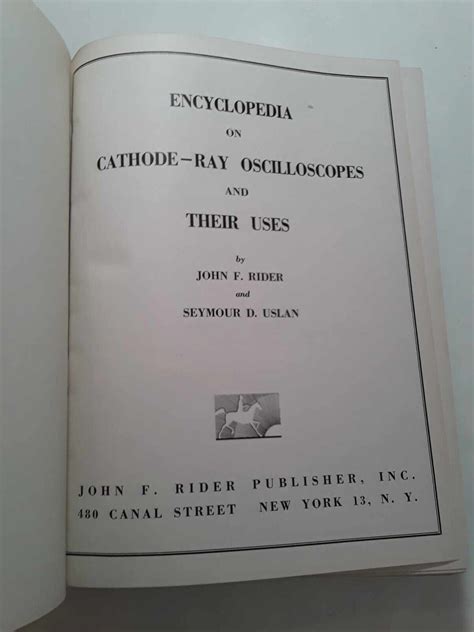 ENCYCLOPEDIA
ON
CATHODE-RAY OSCILLOSCOPES
AND
THEIR USES
by
JOHN F. RIDER
and
SEYMOUR D. USLAN
JOHN F. RIDER PUBLISHER, INC.
480 CANAL STREET NEW YORK 13, N. Y.